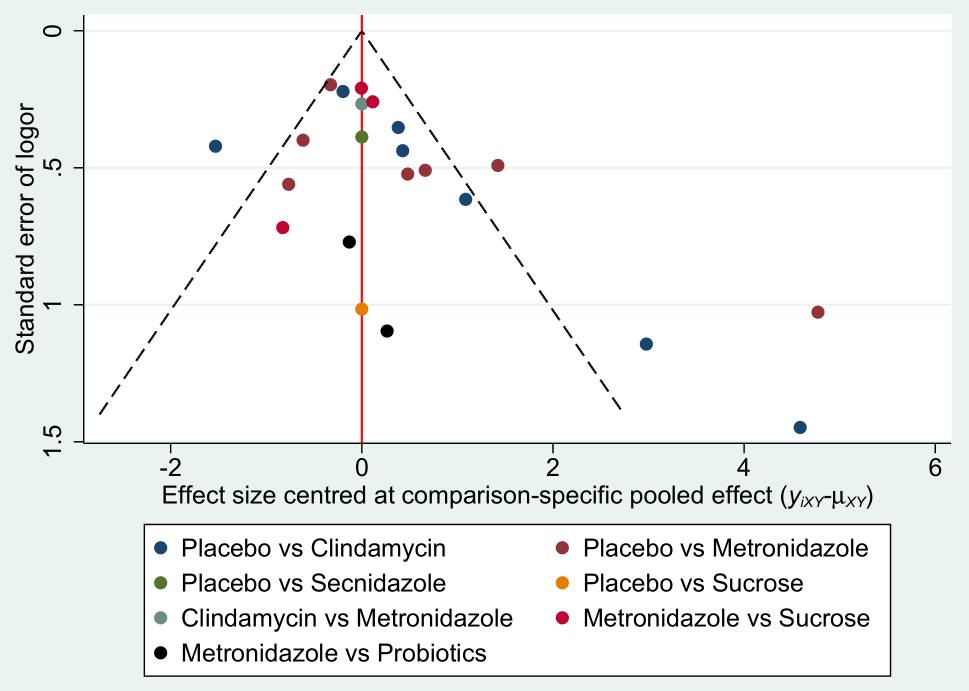 0
.5
1
1.5
Standard error of logor
-2 0 2 4 6
Effect size centred at comparison-specific pooled effect (yiXY-μXY)
Placebo vs Clindamycin Placebo vs Metronidazole
Placebo vs Secnidazole Placebo vs Sucrose
Clindamycin vs Metronidazole Metronidazole vs Sucrose
Metronidazole vs Probiotics